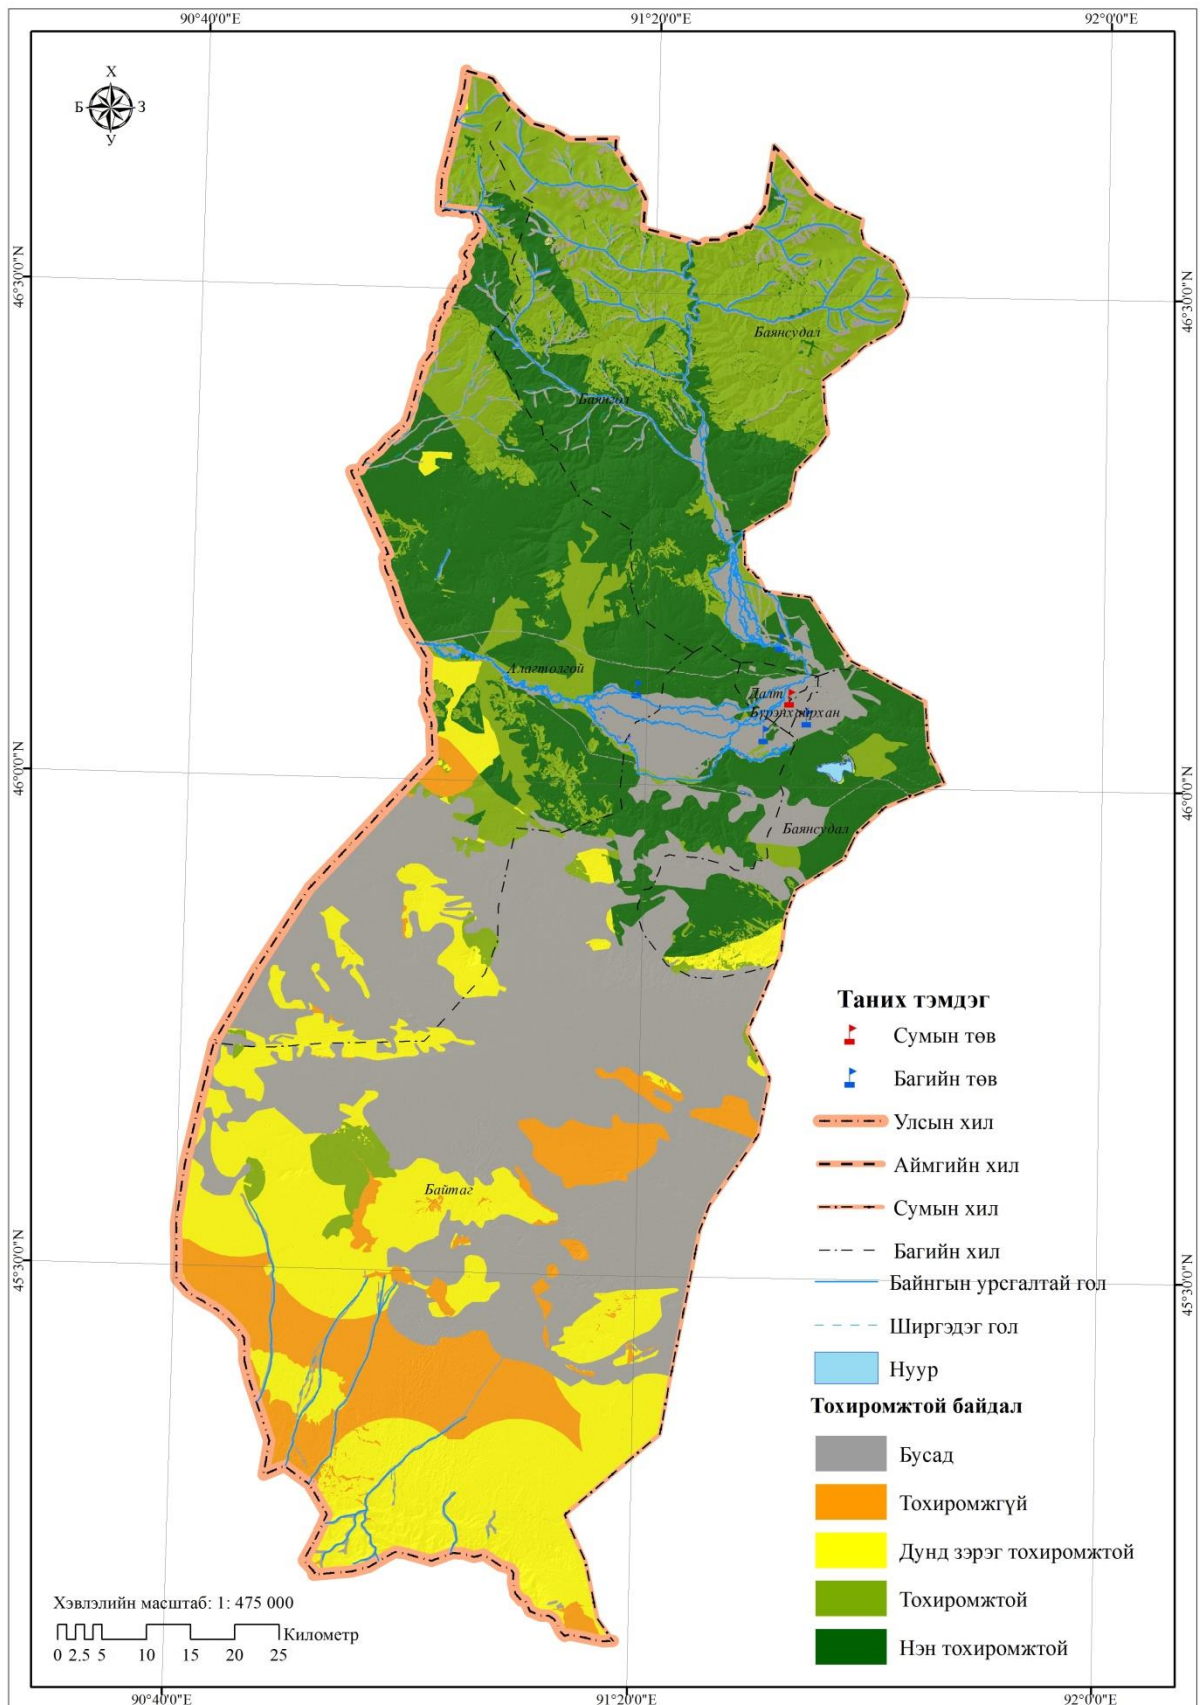 90°40'0"E
91°20'0"E
92°0'0"E
Х
Б
З
У
46°30'0"N
46°30'0"N
Баянсудал
Баянгол
Алагтолгой
Далт
Бүрэнхайрхан
46°0'0"N
46°0'0"N
Баянсудал
Таних тэмдэг
Сумын төв
Багийн төв
Улсын хил
Аймгийн хил
Сумын хил
Багийн хил
Байнгын урсгалтай гол
Ширгэдэг гол
Нуур
Байтаг
45°30'0"N
45°30'0"N
Тохиромжтой байдал
Бусад
Тохиромжгүй
Дунд зэрэг тохиромжтой
Тохиромжтой
Нэн тохиромжтой
Хэвлэлийн масштаб: 1: 475 000
Километр
0 2.5 5 10 15 20 25
90°40'0"E
91°20'0"E
92°0'0"E